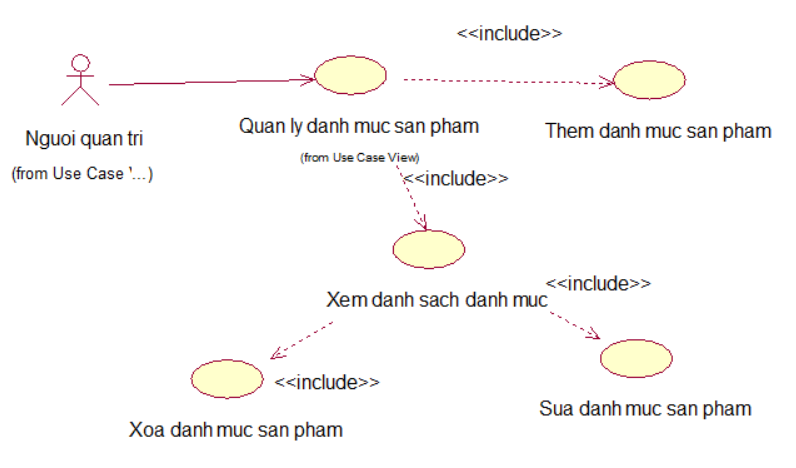 <<include>>
Nguoi quan tri
(from Use Case '...)
Quan ly danh muc san pham
(from Use Case View)
Them danh muc san pham
<<include>>
Xem danh sach danh muc
<<include>>
<<include>>
Xoa danh muc san pham
Sua danh muc san pham